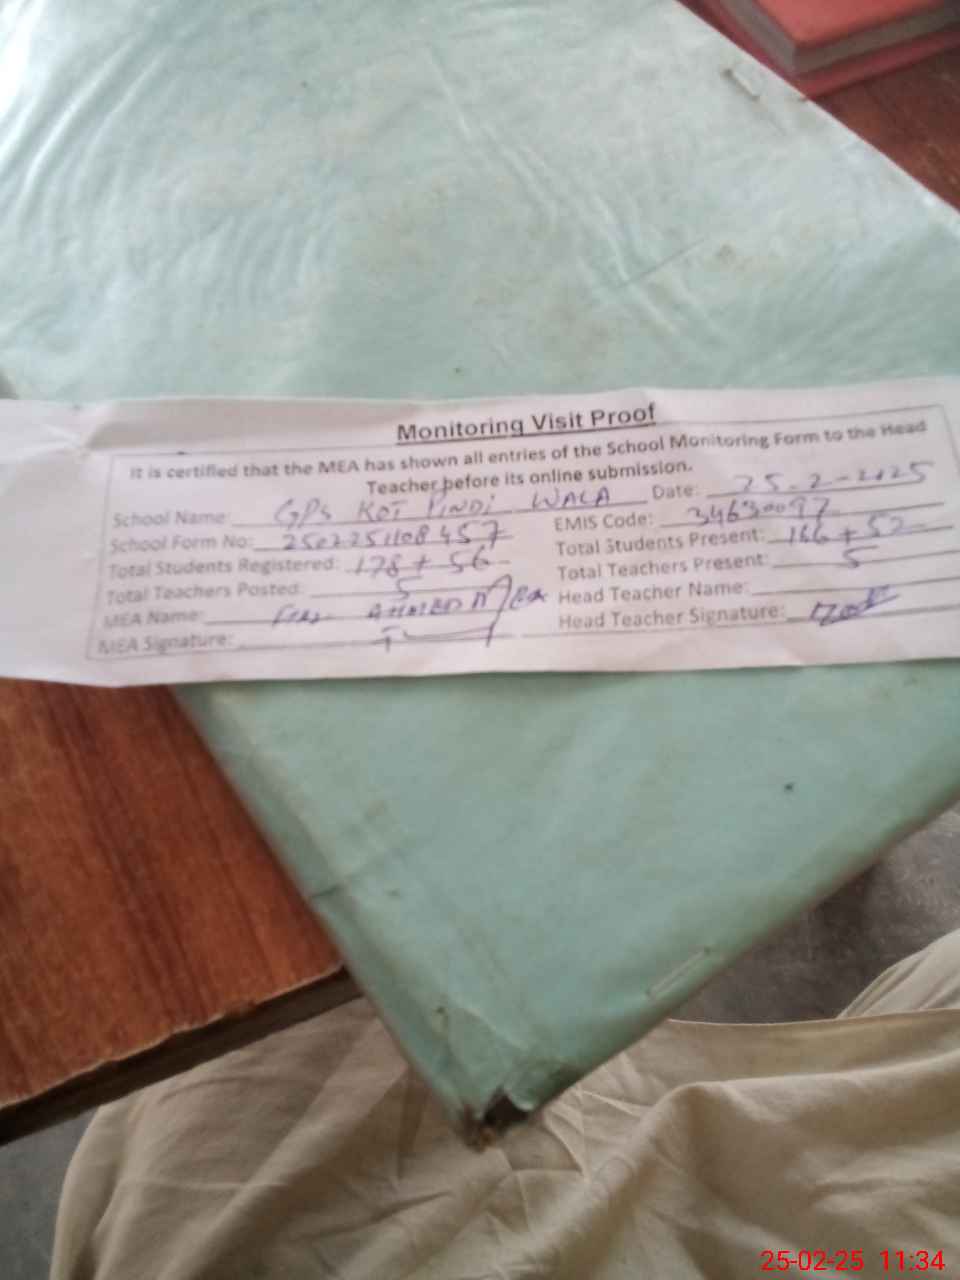 Monitoring Visit Proof
It is certified that the MEA has shown all entries of the School Monitoring Form to the Head
Teacher before its online submission.
School Name: GPS KOT PINDI WALA Date: 25-2-2025
School Form No: 2502251108457 EMIS Code: 34630097
Total Students Registered: 178 + 56 Total Students Present: 166 + 52
Total Teachers Posted: 5 Total Teachers Present: 5
MEA Name: AHMED MEA Head Teacher Name:
MEA Signature: Head Teacher Signature:
25-02-25 11:34